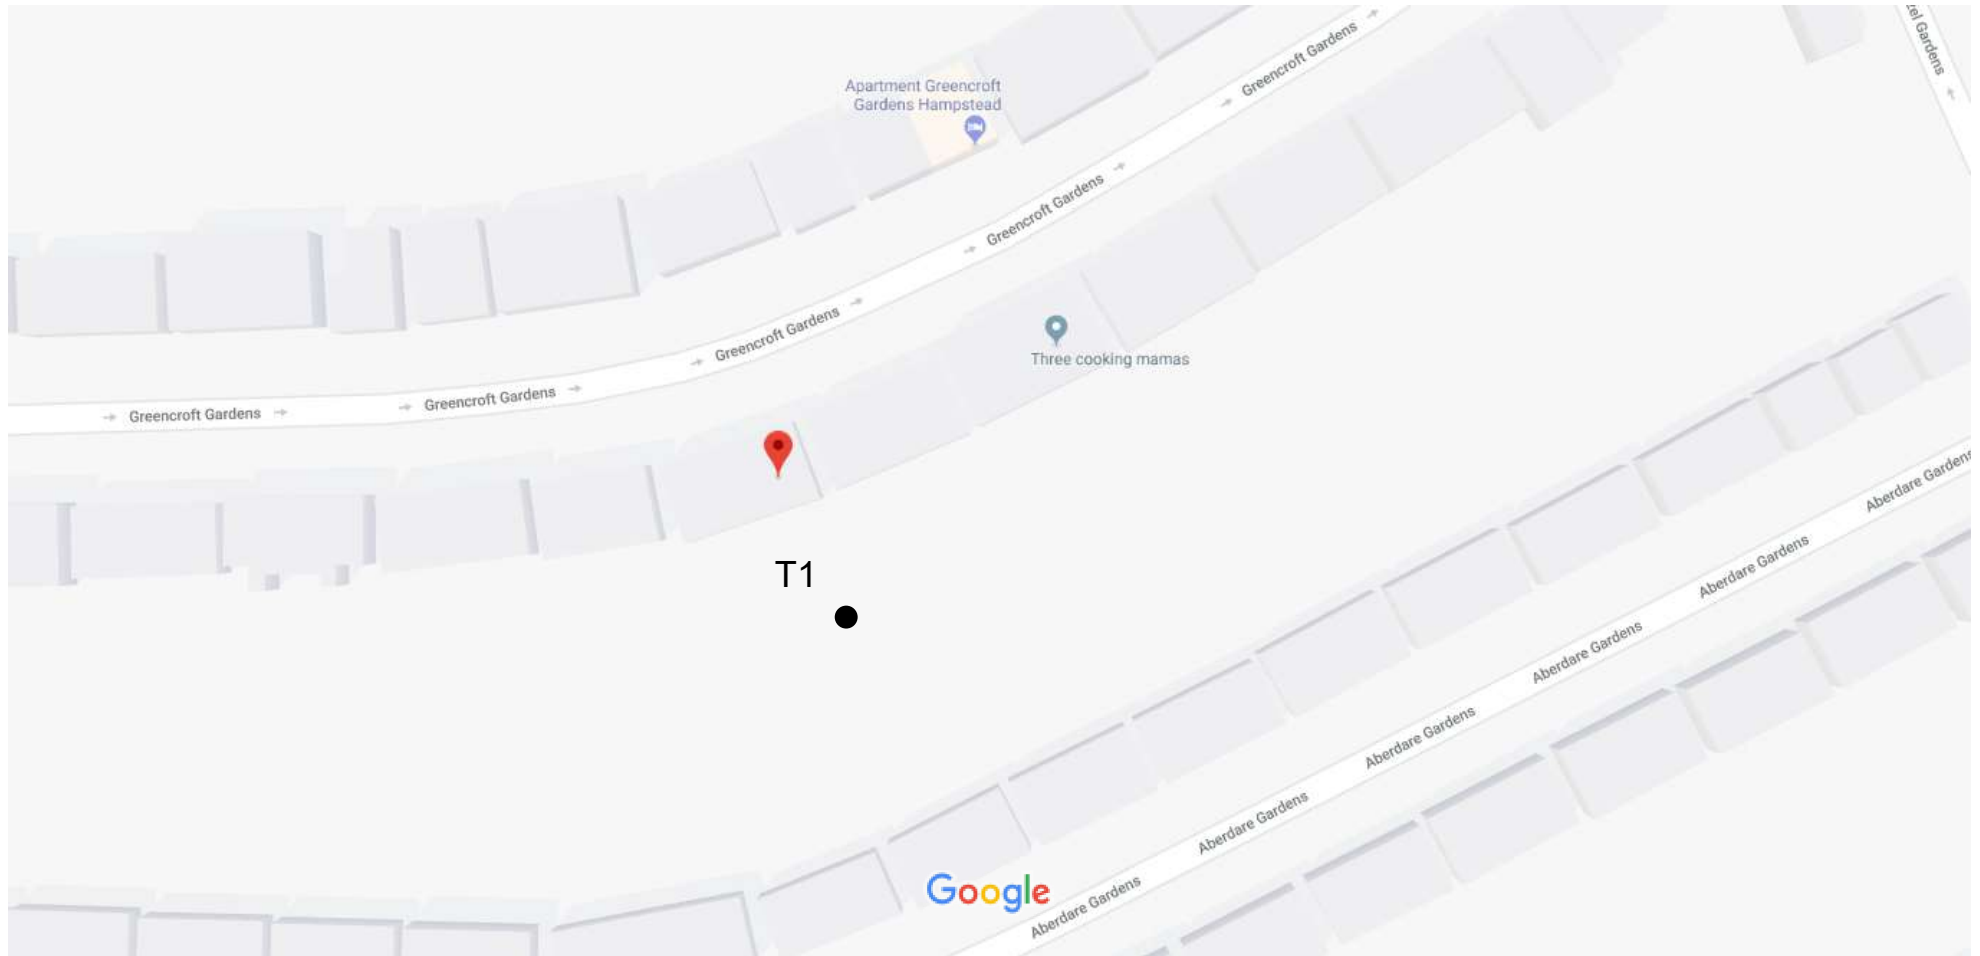 zel Gardens
Greencroft Gardens
Apartment Greencroft
Gardens Hampstead
Greencroft Gardens
Greencroft Gardens
Three cooking mamas
Greencroft Gardens
Greencroft Gardens
Aberdare Gardens
Aberdare Gardens
T1
Aberdare Gardens
Aberdare Gardens
Aberdare Gardens
Google
Aberdare Gardens